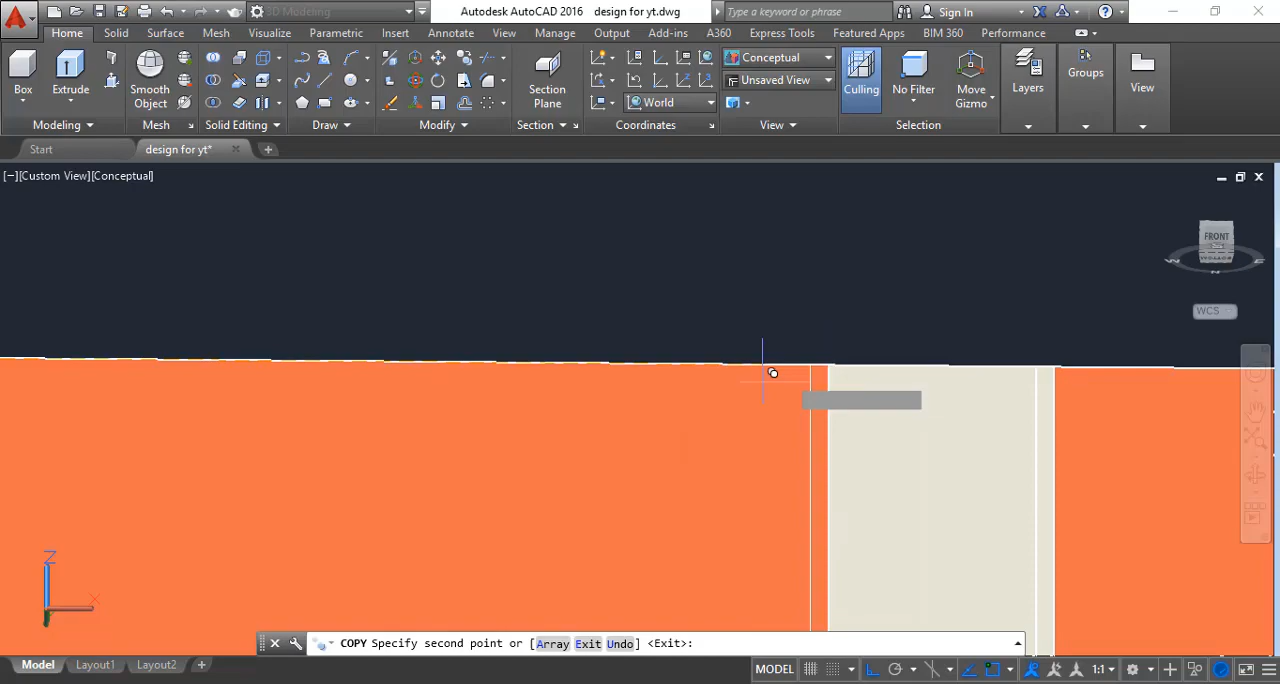 Autodesk AutoCAD 2016 design for yt.dwg
3D Modeling
Type a keyword or phrase
Sign In
Home Solid Surface Mesh Visualize Parametric Insert Annotate View Manage Output Add-ins A360 Express Tools Featured Apps BIM 360 Performance
Box
Extrude
Smooth
Object
Section
Plane
World
Conceptual
Unsaved View
Culling
No Filter
Move
Gizmo
Layers
Groups
View
Modeling
Mesh
Solid Editing
Draw
Modify
Section
Coordinates
View
Selection
Start
design for yt*
[−][Custom View][Conceptual]
FRONT
W
E
WCS
Z
X
COPY Specify second point or [Array Exit Undo] <Exit>:
Model
Layout1
Layout2
MODEL
1:1